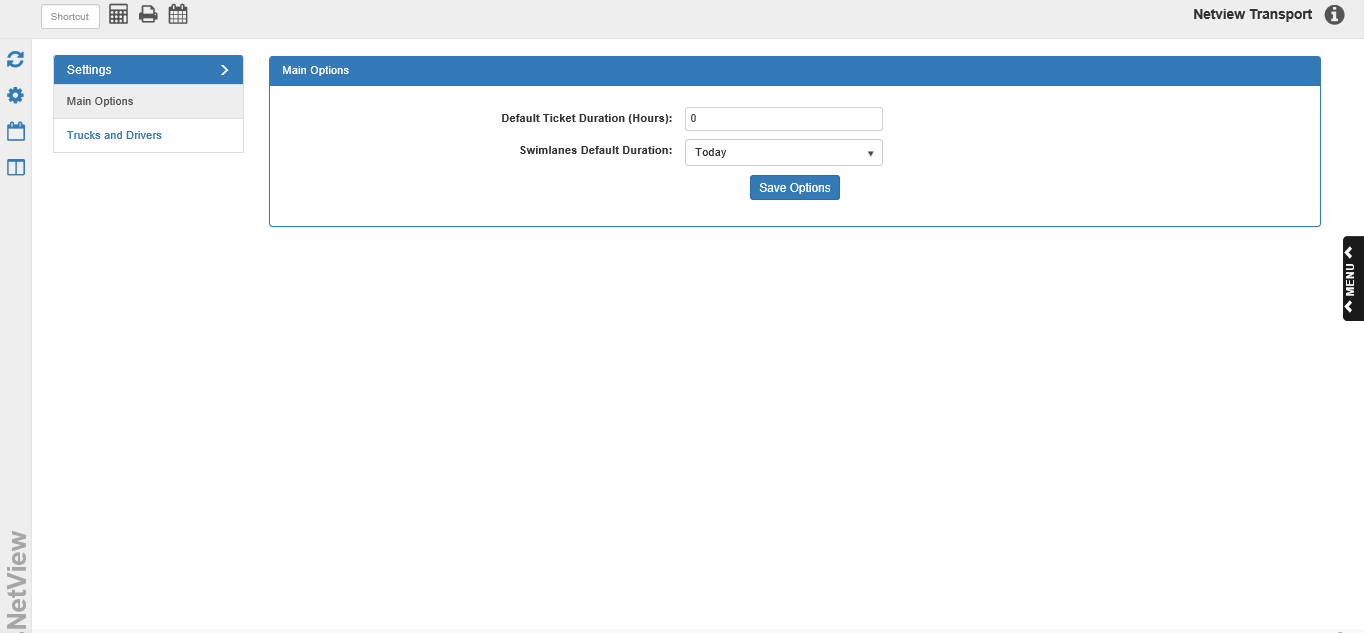 Shortcut
Netview Transport
Settings
Main Options
Trucks and Drivers
Main Options
Default Ticket Duration (Hours):
0
Swimlanes Default Duration:
Today
Save Options
MENU
NetView